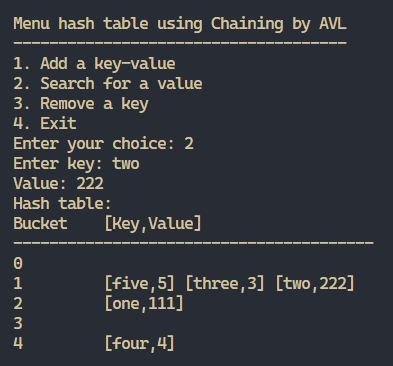 Menu hash table using Chaining by AVL
-------------------------------------
1. Add a key-value
2. Search for a value
3. Remove a key
4. Exit
Enter your choice: 2
Enter key: two
Value: 222
Hash table:
Bucket    [Key,Value]
----------------------------------------
0
1         [five,5] [three,3] [two,222]
2         [one,111]
3
4         [four,4]